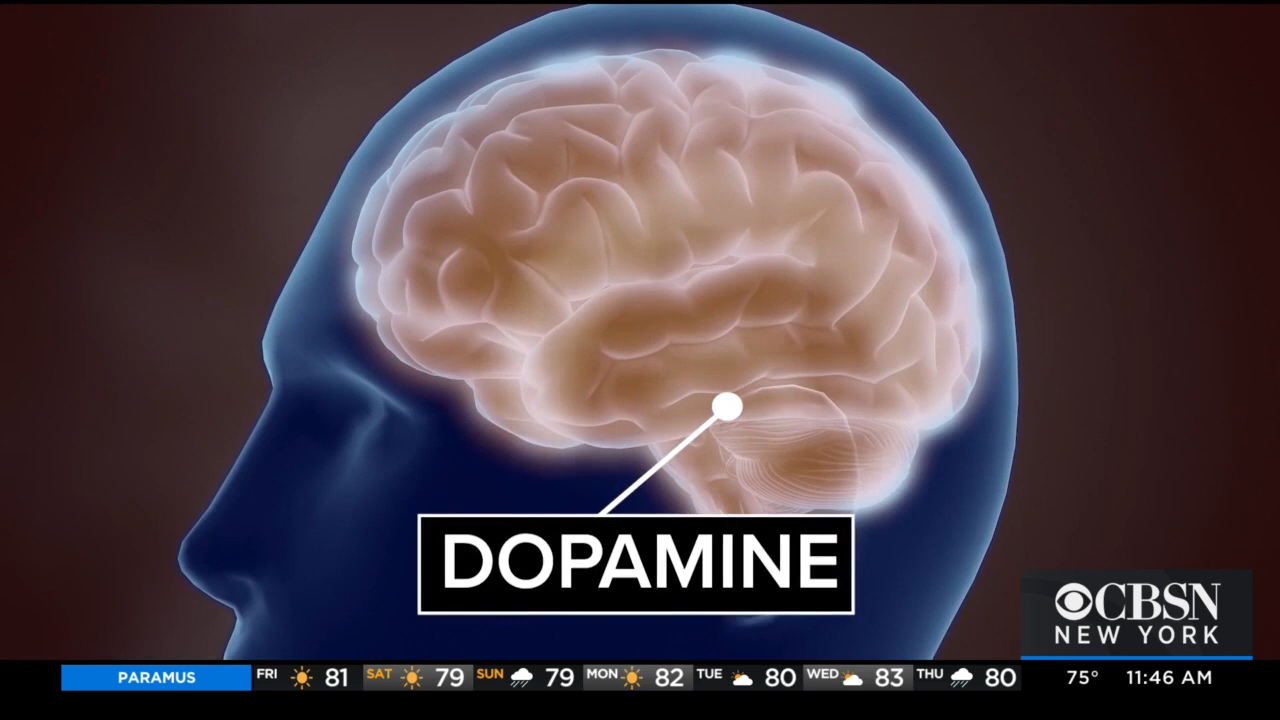 DOPAMINE
CBSN
NEW YORK
PARAMUS FRI 81 SAT 79 SUN 79 MON 82 TUE 80 WED 83 THU 80 75° 11:46 AM